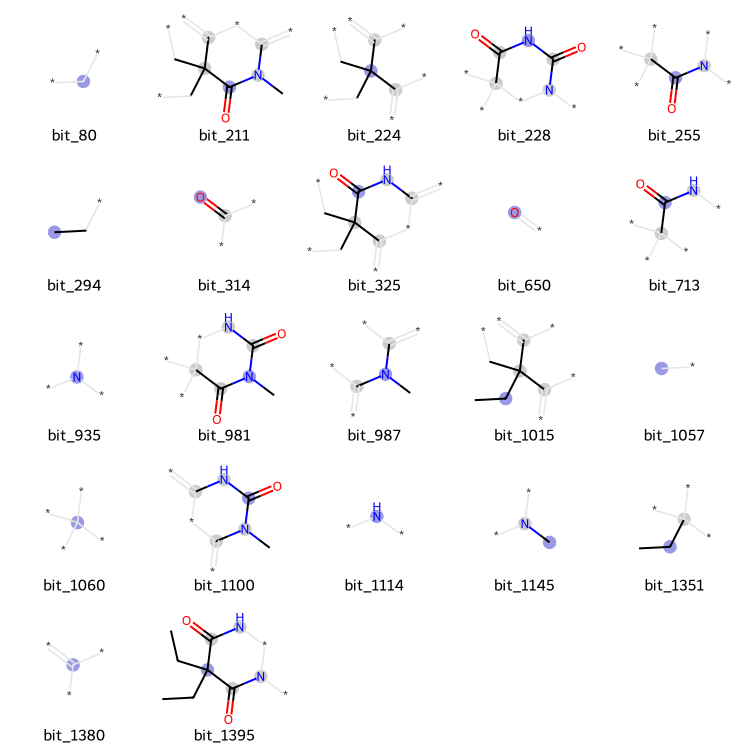 bit_80 bit_211 bit_224 bit_228 bit_255
bit_294 bit_314 bit_325 bit_650 bit_713
bit_935 bit_981 bit_987 bit_1015 bit_1057
bit_1060 bit_1100 bit_1114 bit_1145 bit_1351
bit_1380 bit_1395